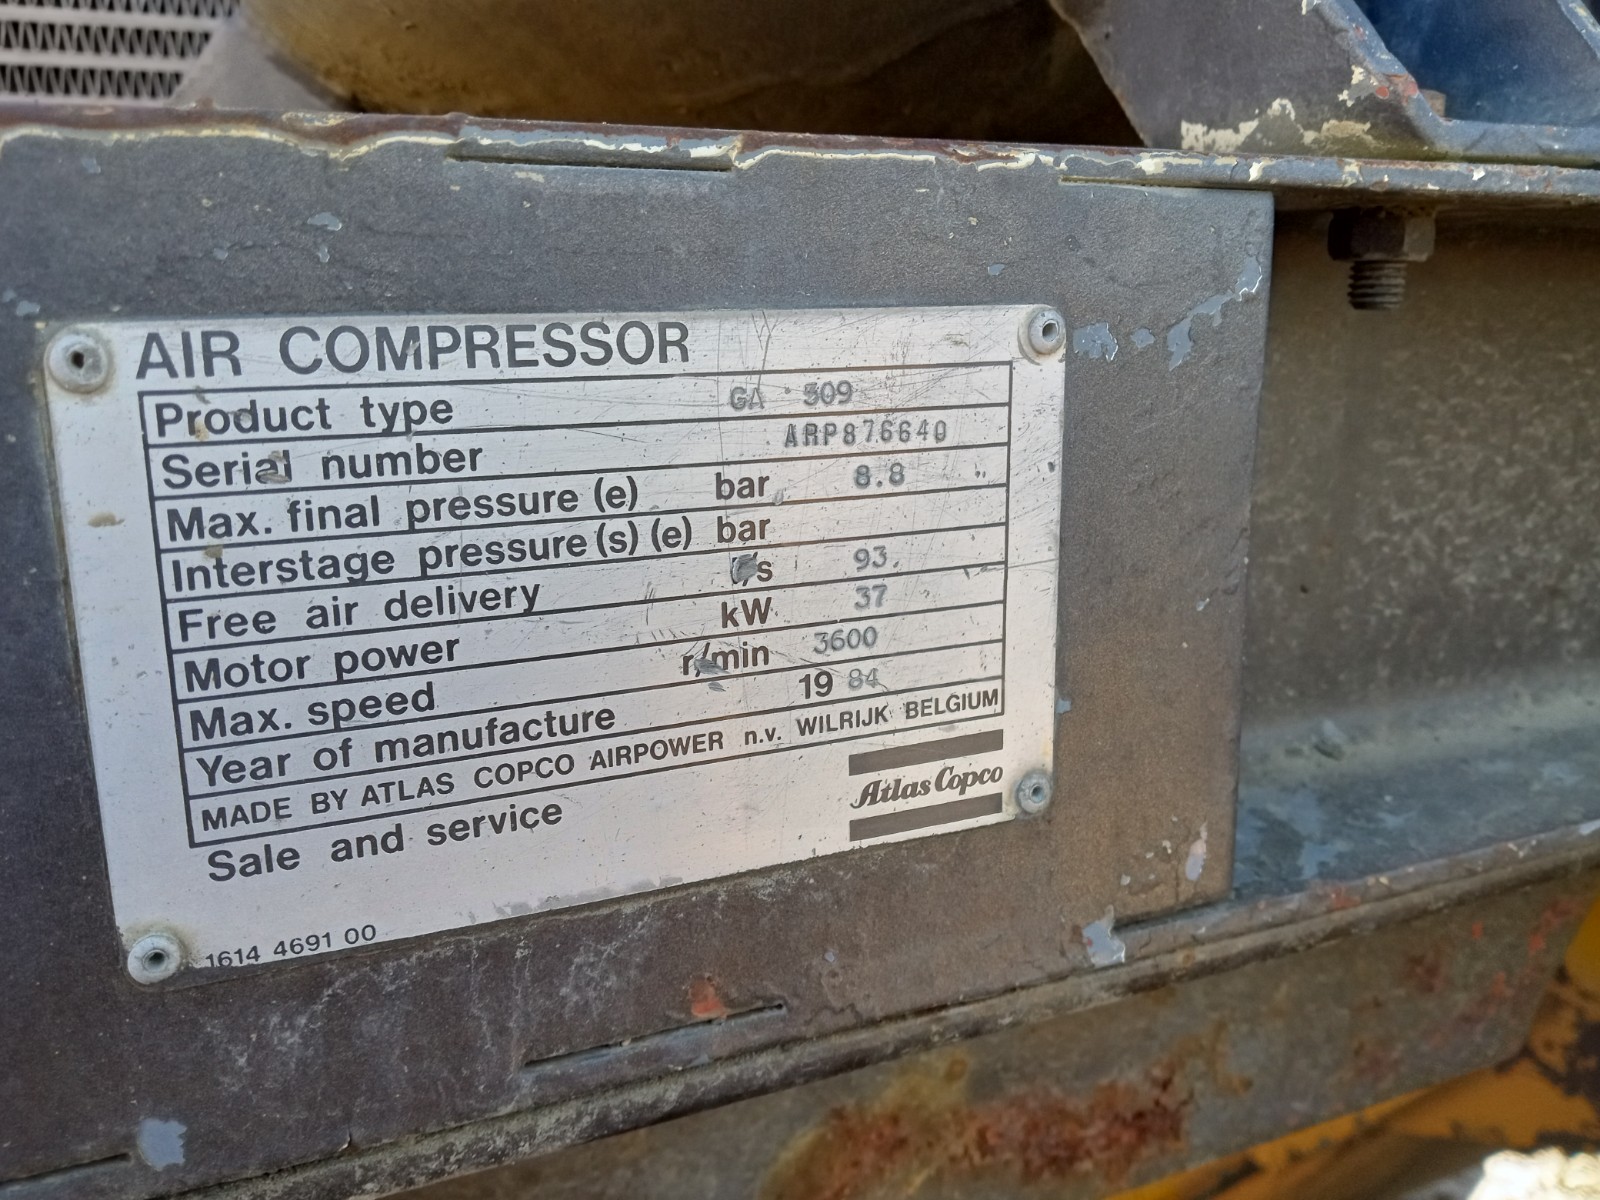 AIR COMPRESSOR
Product type GA 309
Serial number ARP876640
Max. final pressure (e) bar 8.8
Interstage pressure (s) (e) bar
Free air delivery l/s 93
Motor power kW 37
Max. speed r/min 3600
Year of manufacture 1984
MADE BY ATLAS COPCO AIRPOWER n.v. WILRIJK BELGIUM
Sale and service
Atlas Copco
1614 4691 00